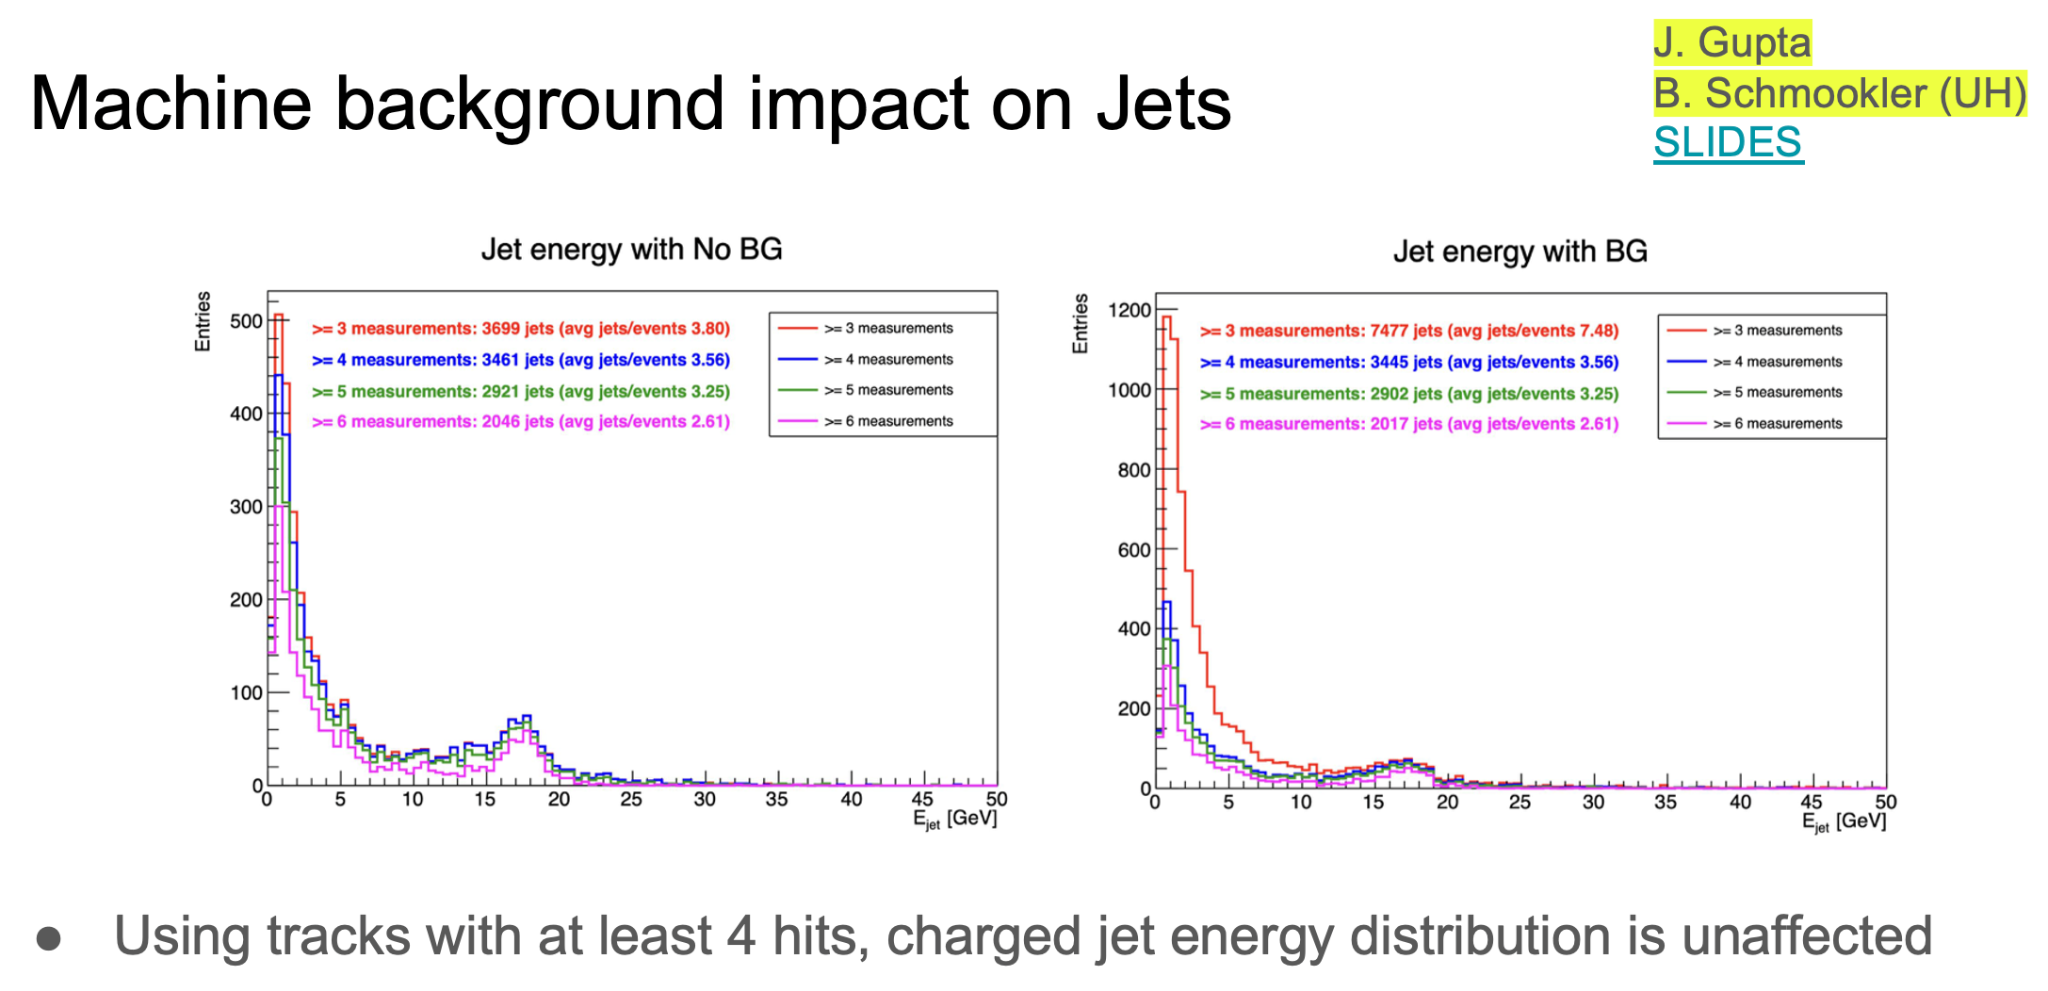 Machine background impact on Jets
J. Gupta
B. Schmookler (UH)
SLIDES
Jet energy with No BG
Entries
500
400
300
200
100
0
>= 3 measurements: 3699 jets (avg jets/events 3.80)
>= 4 measurements: 3461 jets (avg jets/events 3.56)
>= 5 measurements: 2921 jets (avg jets/events 3.25)
>= 6 measurements: 2046 jets (avg jets/events 2.61)
>= 3 measurements
>= 4 measurements
>= 5 measurements
>= 6 measurements
0 5 10 15 20 25 30 35 40 45 50
Ejet [GeV]
Jet energy with BG
Entries
1200
1000
800
600
400
200
0
>= 3 measurements: 7477 jets (avg jets/events 7.48)
>= 4 measurements: 3445 jets (avg jets/events 3.56)
>= 5 measurements: 2902 jets (avg jets/events 3.25)
>= 6 measurements: 2017 jets (avg jets/events 2.61)
>= 3 measurements
>= 4 measurements
>= 5 measurements
>= 6 measurements
0 5 10 15 20 25 30 35 40 45 50
Ejet [GeV]
● Using tracks with at least 4 hits, charged jet energy distribution is unaffected